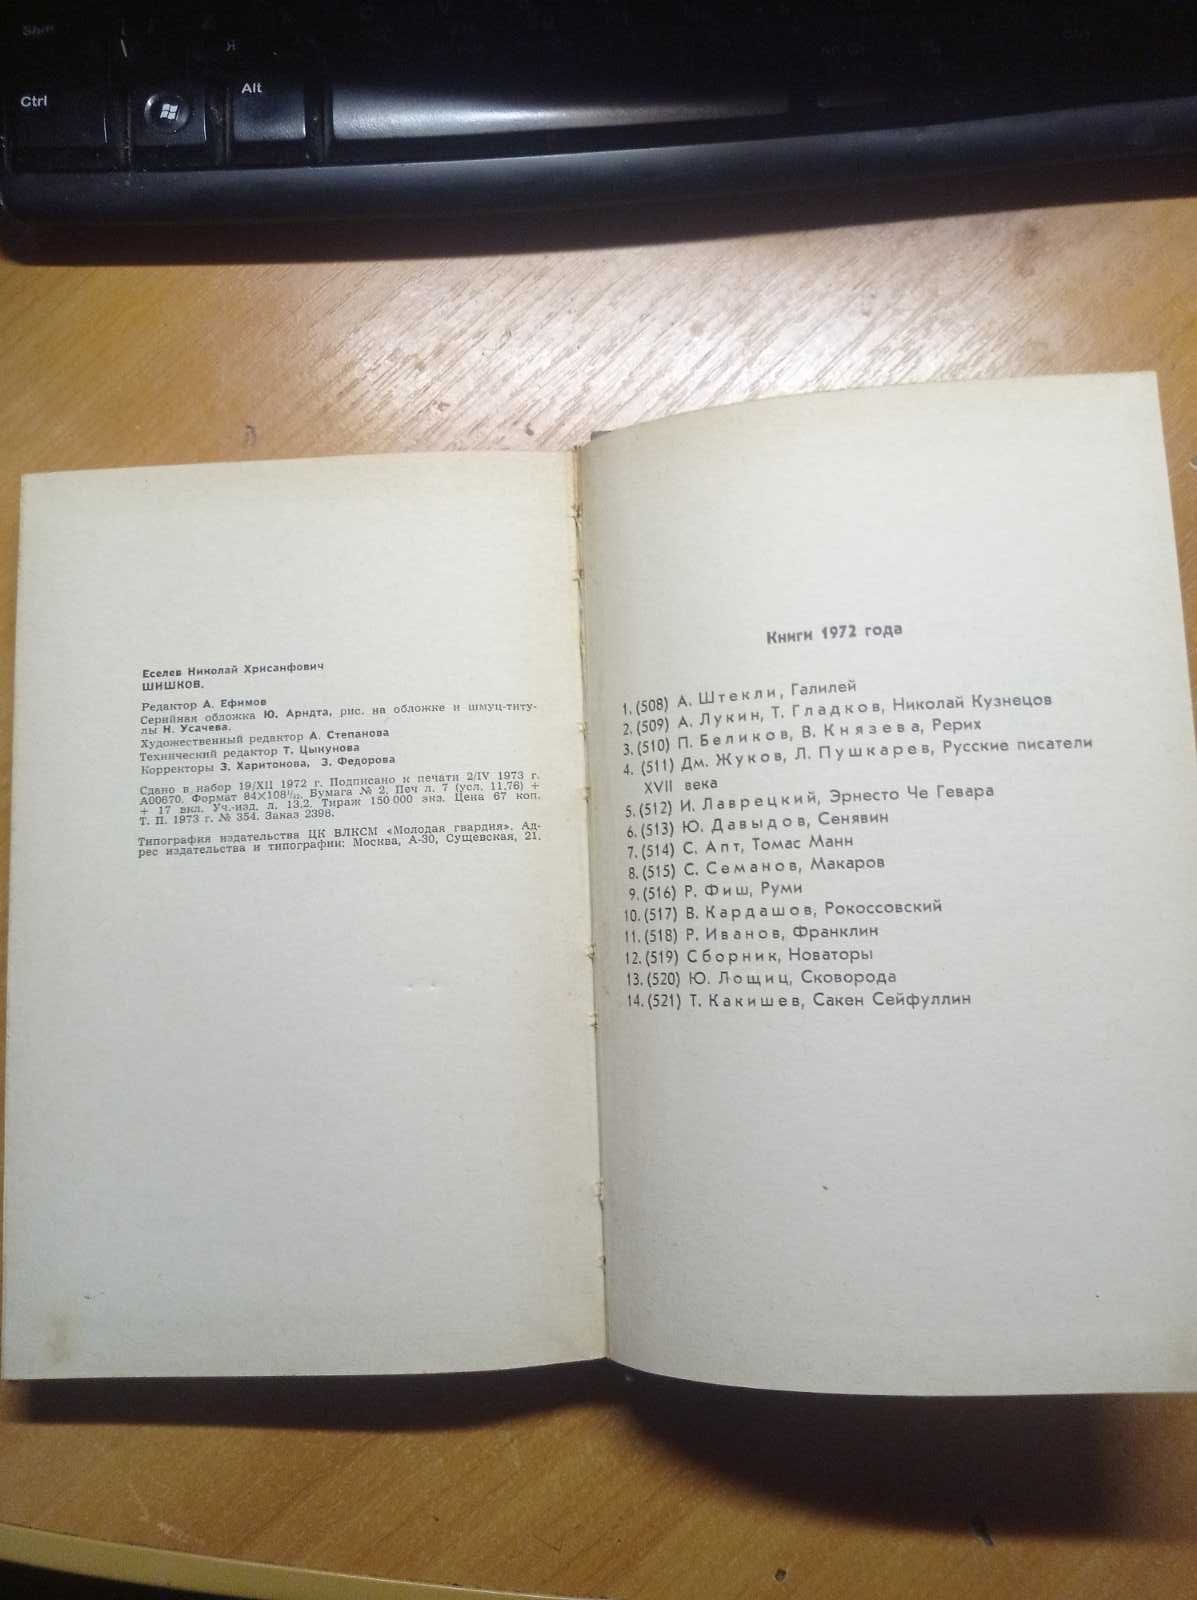 Shift
Я
Ctrl
Alt
Еселев Николай Хрисанфович
ШИШКОВ.
Редактор А. Ефимов
Серийная обложка Ю. Арндта, рис. на обложке и шмуц-титу-
лы Н. Усачева.
Художественный редактор А. Степанова
Технический редактор Т. Цыкунова
Корректоры З. Харитонова, З. Федорова
Сдано в набор 19/XII 1972 г. Подписано к печати 2/IV 1973 г.
А00670. Формат 84×108¹/₃₂. Бумага № 2. Печ л. 7 (усл. 11.76) +
+ 17 вкл. Уч.-изд. л. 13.2. Тираж 150 000 экз. Цена 67 коп.
Т. П. 1973 г. № 354. Заказ 2398.
Типография издательства ЦК ВЛКСМ «Молодая гвардия». Ад-
рес издательства и типографии: Москва, А-30, Сущевская, 21.
Книги 1972 года
1. (508) А. Штекли, Галилей
2. (509) А. Лукин, Т. Гладков, Николай Кузнецов
3. (510) П. Беликов, В. Князева, Рерих
4. (511) Дм. Жуков, Л. Пушкарев, Русские писатели
XVII века
5. (512) И. Лаврецкий, Эрнесто Че Гевара
6. (513) Ю. Давыдов, Сенявин
7. (514) С. Апт, Томас Манн
8. (515) С. Семанов, Макаров
9. (516) Р. Фиш, Руми
10. (517) В. Кардашов, Рокоссовский
11. (518) Р. Иванов, Франклин
12. (519) Сборник, Новаторы
13. (520) Ю. Лощиц, Сковорода
14. (521) Т. Какишев, Сакен Сейфуллин